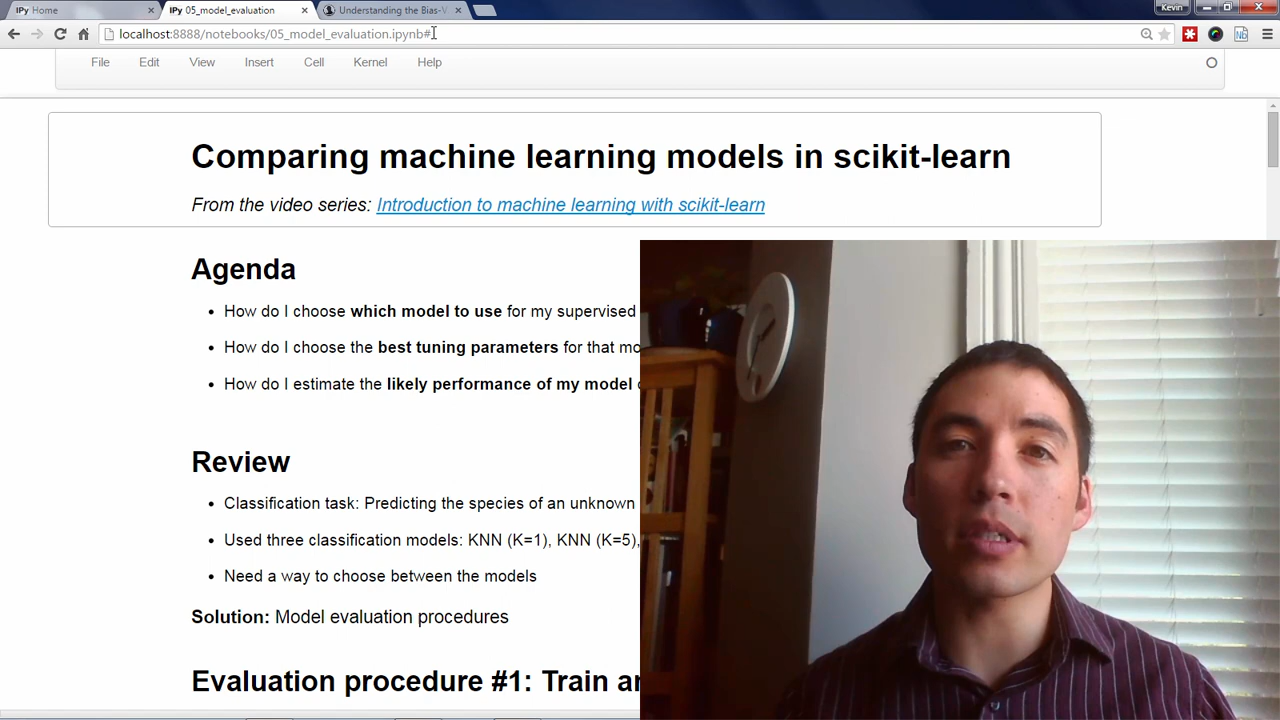 IPy Home
IPy 05_model_evaluation
Understanding the Bias-V
Kevin
localhost:8888/notebooks/05_model_evaluation.ipynb#
File Edit View Insert Cell Kernel Help
Comparing machine learning models in scikit-learn
From the video series: Introduction to machine learning with scikit-learn
Agenda
• How do I choose which model to use for my supervised
• How do I choose the best tuning parameters for that mo
• How do I estimate the likely performance of my model o
Review
• Classification task: Predicting the species of an unknown
• Used three classification models: KNN (K=1), KNN (K=5),
• Need a way to choose between the models
Solution: Model evaluation procedures
Evaluation procedure #1: Train an